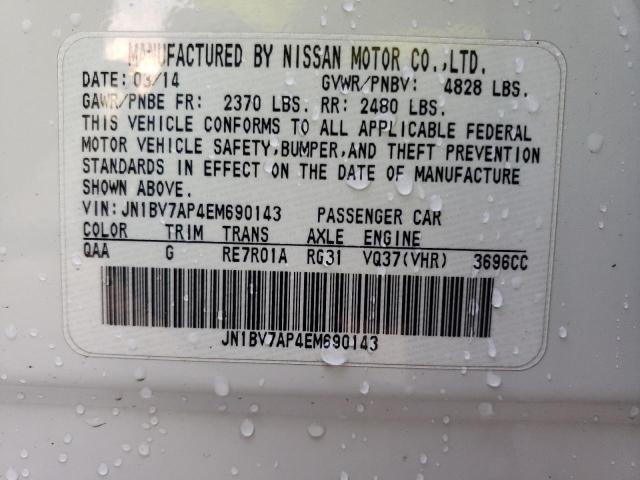 MANUFACTURED BY NISSAN MOTOR CO.,LTD.
DATE: 03/14 GVWR/PNBV: 4828 LBS.
GAWR/PNBE FR: 2370 LBS. RR: 2480 LBS.
THIS VEHICLE CONFORMS TO ALL APPLICABLE FEDERAL
MOTOR VEHICLE SAFETY,BUMPER,AND THEFT PREVENTION
STANDARDS IN EFFECT ON THE DATE OF MANUFACTURE
SHOWN ABOVE.
VIN:JN1BV7AP4EM690143 PASSENGER CAR
COLOR TRIM TRANS AXLE ENGINE
QAA G RE7R01A RG31 VQ37(VHR) 3696CC
JN1BV7AP4EM690143